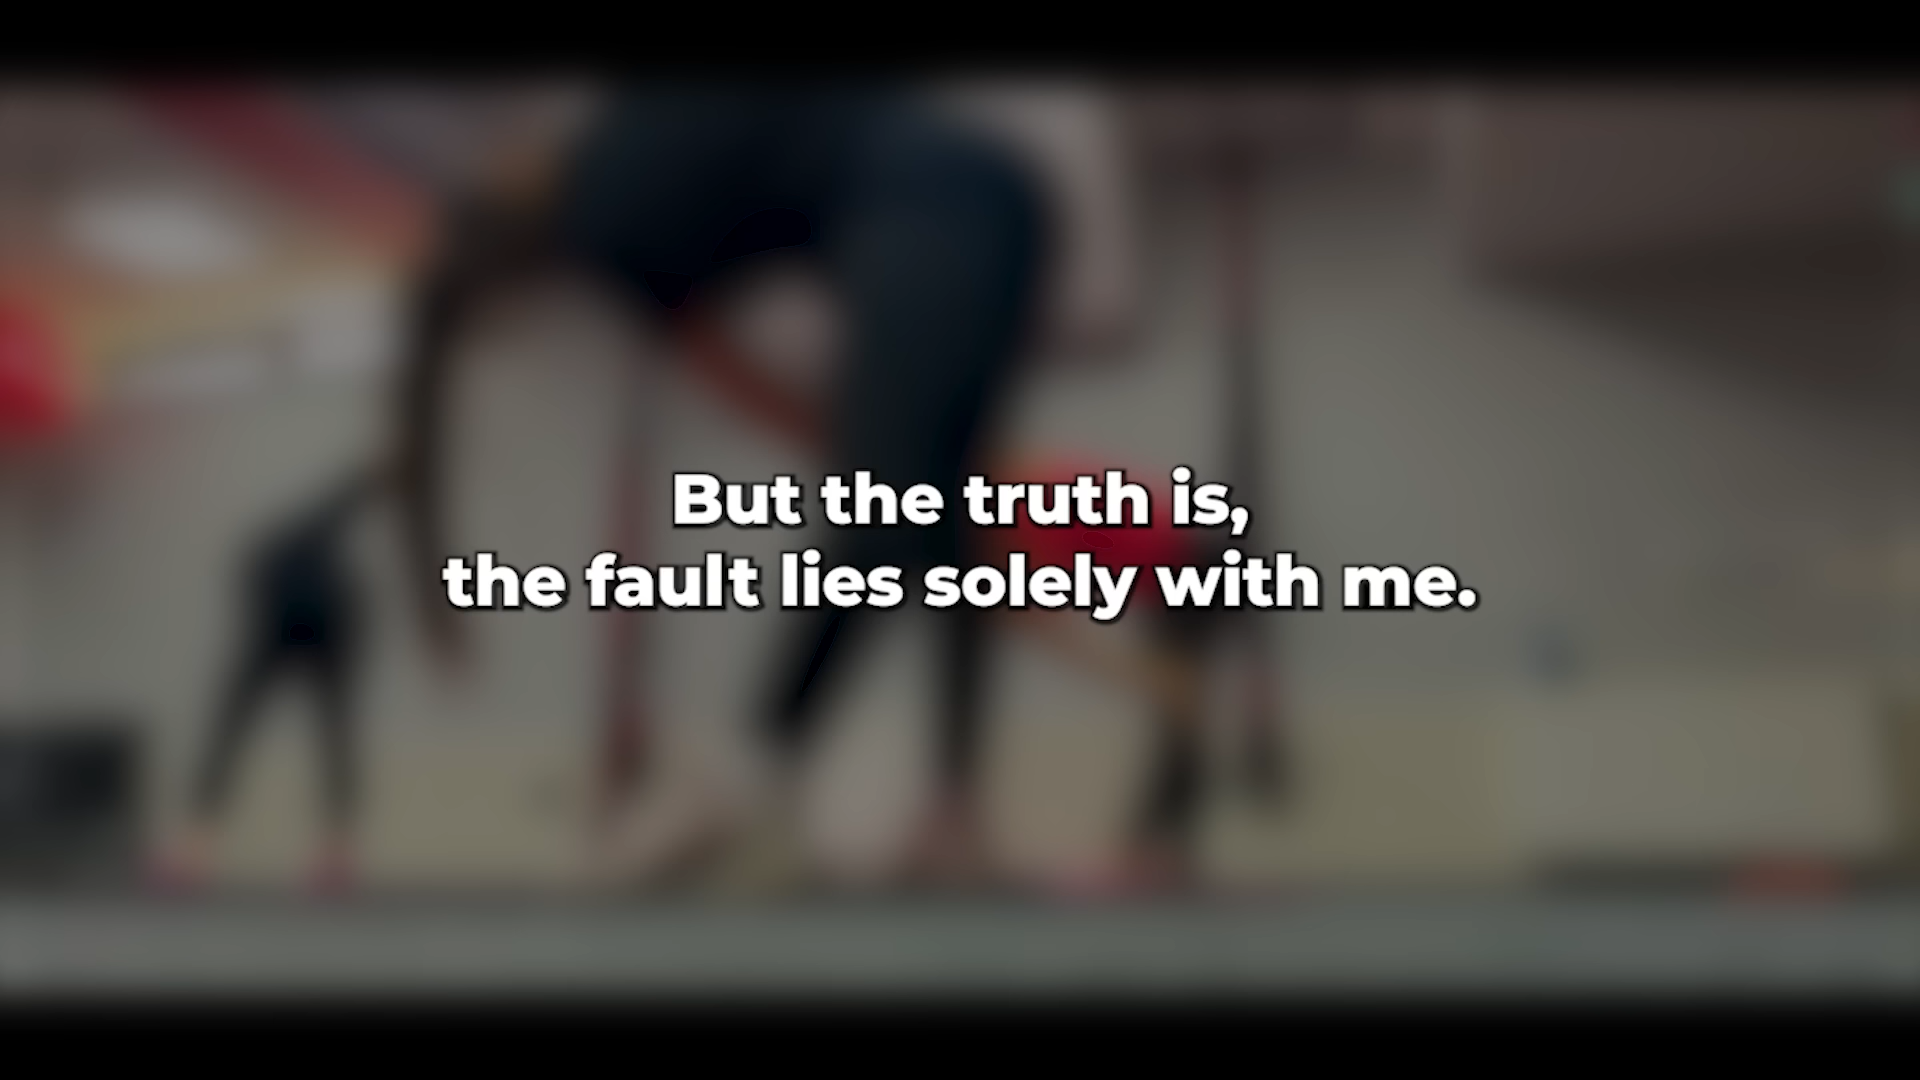 But the truth is,
the fault lies solely with me.